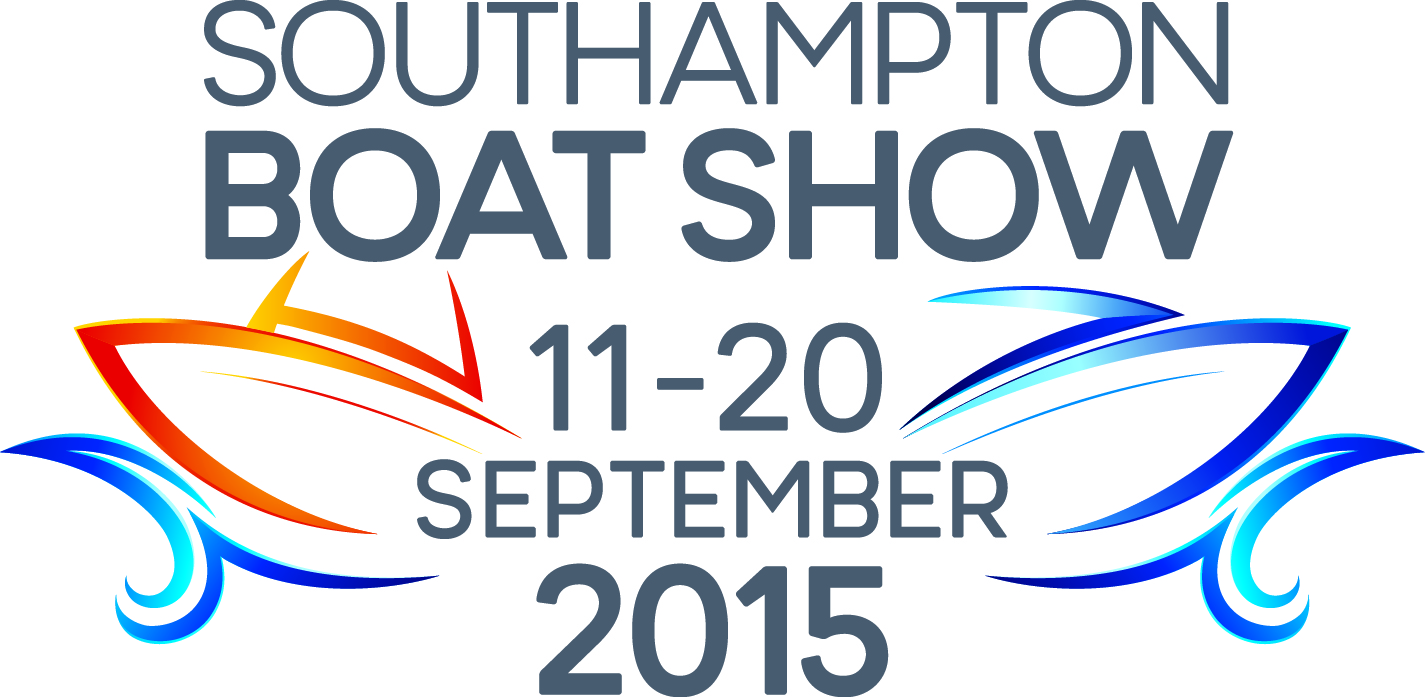 SOUTHAMPTON
BOAT SHOW
11-20
SEPTEMBER
2015